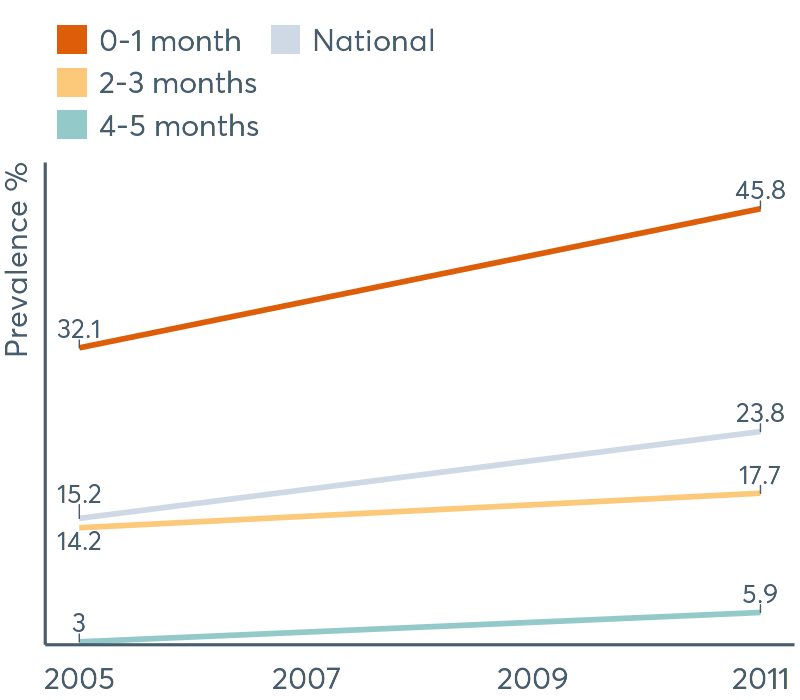 0-1 month
National
2-3 months
4-5 months
Prevalence %
45.8
32.1
23.8
17.7
15.2
14.2
5.9
3
2005
2007
2009
2011